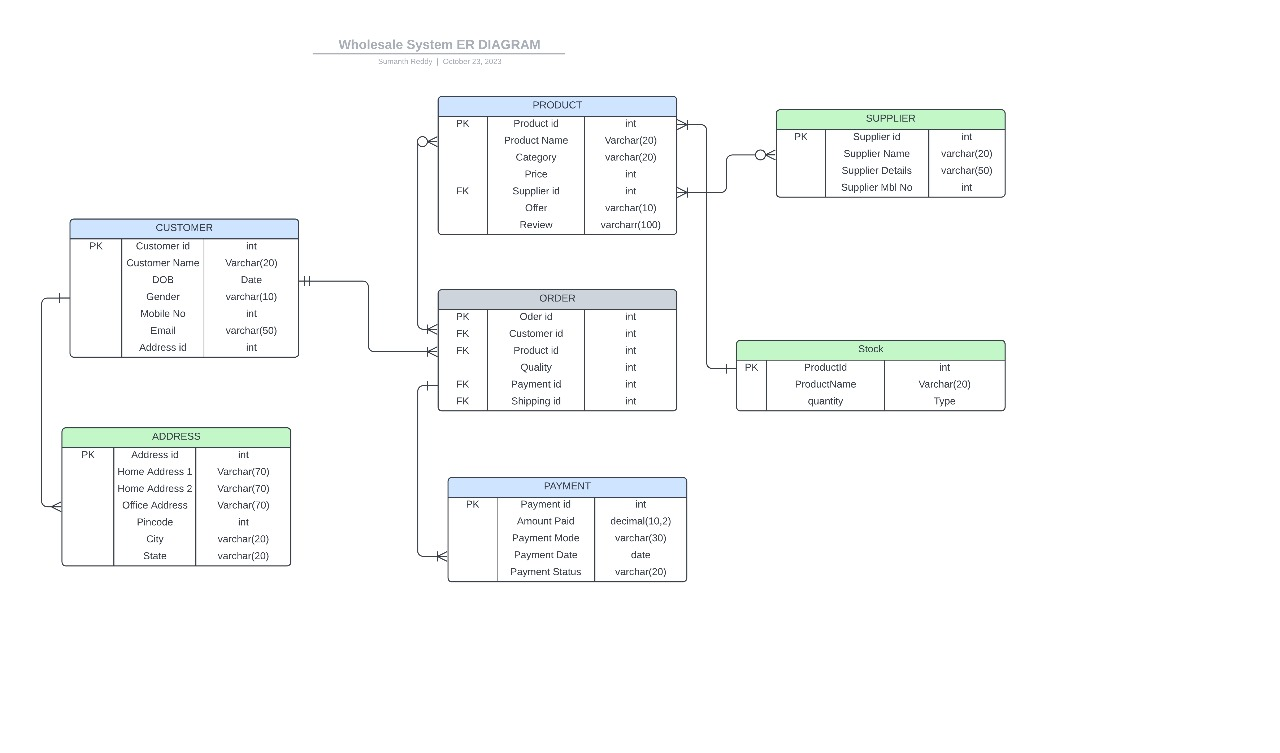 Wholesale System ER DIAGRAM
Sumanth Reddy | October 23, 2023
PRODUCT
PK Product id int
Product Name Varchar(20)
Category varchar(20)
Price int
FK Supplier id int
Offer varchar(10)
Review varcharr(100)
SUPPLIER
PK Supplier id int
Supplier Name varchar(20)
Supplier Details varchar(50)
Supplier Mbl No int
CUSTOMER
PK Customer id int
Customer Name Varchar(20)
DOB Date
Gender varchar(10)
Mobile No int
Email varchar(50)
Address id int
ORDER
PK Oder id int
FK Customer id int
FK Product id int
Quality int
FK Payment id int
FK Shipping id int
Stock
PK ProductId int
ProductName Varchar(20)
quantity Type
ADDRESS
PK Address id int
Home Address 1 Varchar(70)
Home Address 2 Varchar(70)
Office Address Varchar(70)
Pincode int
City varchar(20)
State varchar(20)
PAYMENT
PK Payment id int
Amount Paid decimal(10,2)
Payment Mode varchar(30)
Payment Date date
Payment Status varchar(20)